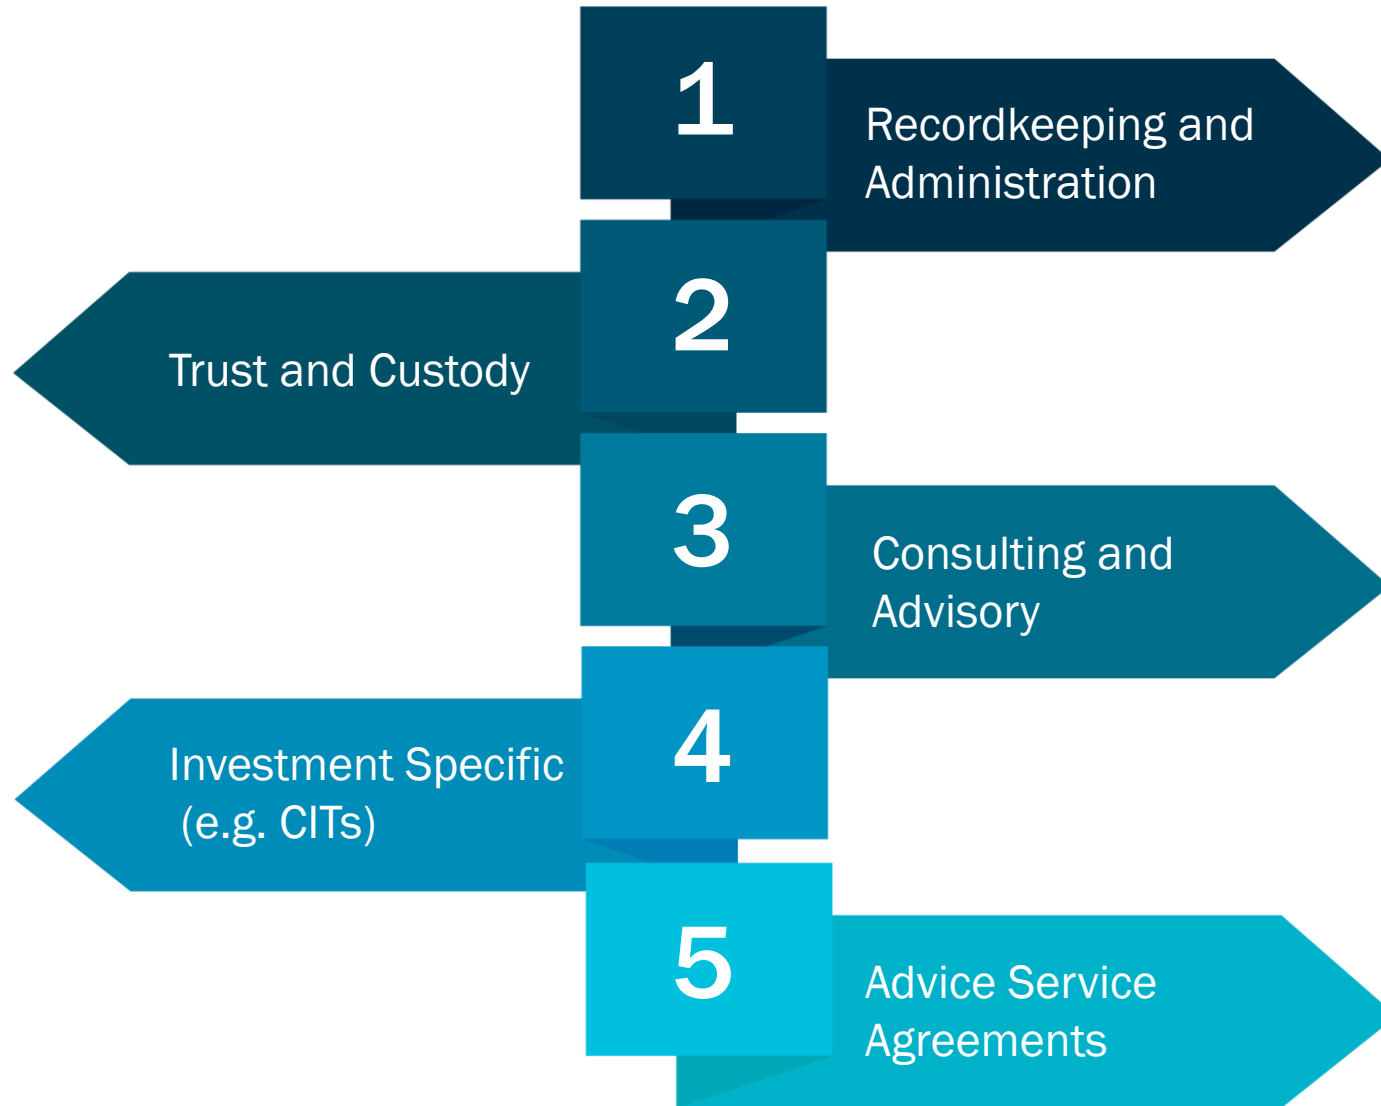 1
Recordkeeping and
Administration
2
Trust and Custody
3
Consulting and
Advisory
4
Investment Specific
(e.g. CITs)
5
Advice Service
Agreements